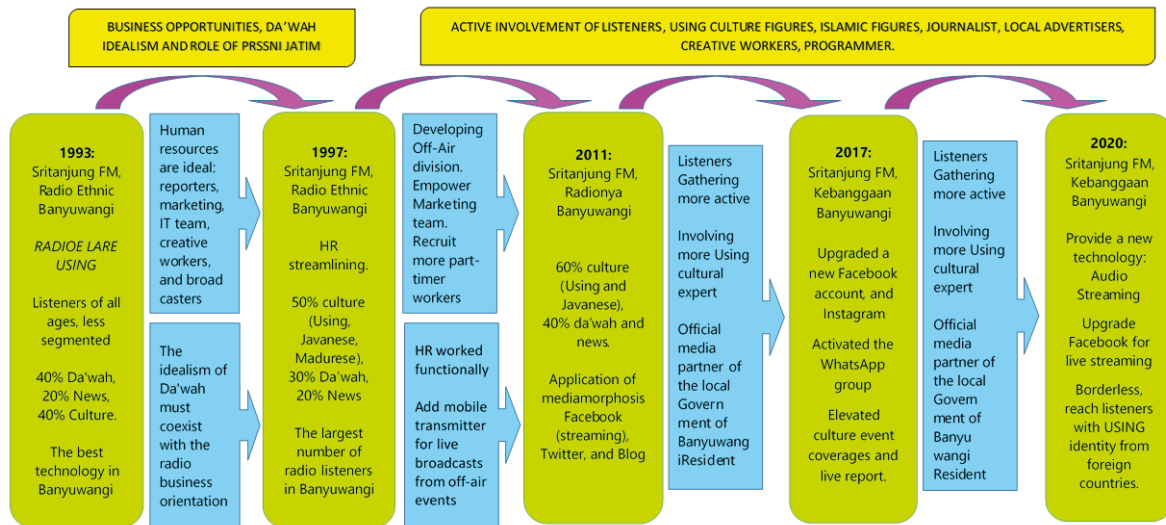 BUSINESS OPPORTUNITIES, DA'WAH
IDEALISM AND ROLE OF PRSSNI JATIM
ACTIVE INVOLVEMENT OF LISTENERS, USING CULTURE FIGURES, ISLAMIC FIGURES, JOURNALIST, LOCAL ADVERTISERS,
CREATIVE WORKERS, PROGRAMMER.
1993:
Sritanjung FM,
Radio Ethnic
Banyuwangi
RADIOE LARE
USING
Listeners of all
ages, less
segmented
40% Da'wah,
20% News,
40% Culture.
The best
technology in
Banyuwangi
Human
resources
are ideal:
reporters,
marketing,
IT team,
creative
workers,
and broad
casters
The
idealism of
Da'wah
must
coexist with
the radio
business
orientation
1997:
Sritanjung FM,
Radio Ethnic
Banyuwangi
HR
streamlining.
50% culture
(Using,
Javanese,
Madurese),
30% Da'wah,
20% News
The largest
number of
radio listeners
in Banyuwangi
Developing
Off-Air
division.
Empower
Marketing
team.
Recruit
more part-
timer
workers
HR worked
functionally
Add mobile
transmitter
for live
broadcasts
from off-air
events
2011:
Sritanjung FM,
Radionya
Banyuwangi
60% culture
(Using and
Javanese),
40% da'wah and
news.
Application of
mediamorphosis
Facebook
(streaming),
Twitter, and Blog
Listeners
Gathering
more active
Involving
more Using
cultural
expert
Official
media
partner of
the local
Govern
ment of
Banyuwang
iResident
2017:
Sritanjung FM,
Kebanggaan
Banyuwangi
Upgraded a
new Facebook
account, and
Instagram
Activated the
WhatsApp
group
Elevated
culture event
coverages and
live report.
Listeners
Gathering
more active
Involving
more Using
cultural
expert
Official
media
partner of
the local
Govern
ment of
Banyu
wangi
Resident
2020:
Sritanjung FM,
Kebanggaan
Banyuwangi
Provide a new
technology:
Audio
Streaming
Upgrade
Facebook for
live streaming
Borderless,
reach listeners
with USING
identity from
foreign
countries.